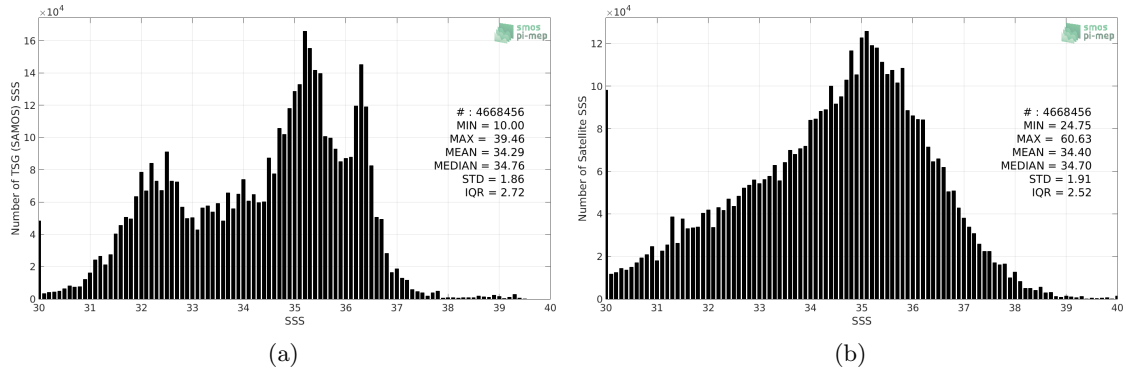 ×10⁴
16
14
12
10
8
6
4
2
0
Number of TSG (SAMOS) SSS
30 31 32 33 34 35 36 37 38 39 40
SSS
smos
pi-mep
# : 4668456
MIN = 10.00
MAX = 39.46
MEAN = 34.29
MEDIAN = 34.76
STD = 1.86
IQR = 2.72
(a)
×10⁴
12
10
8
6
4
2
0
Number of Satellite SSS
30 31 32 33 34 35 36 37 38 39 40
SSS
smos
pi-mep
# : 4668456
MIN = 24.75
MAX = 60.63
MEAN = 34.40
MEDIAN = 34.70
STD = 1.91
IQR = 2.52
(b)